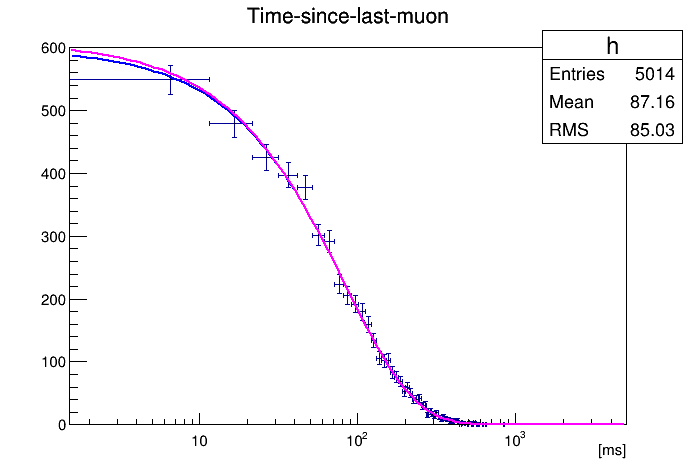 Time-since-last-muon
h
Entries 5014
Mean 87.16
RMS 85.03
600
500
400
300
200
100
0
10 10² 10³
[ms]